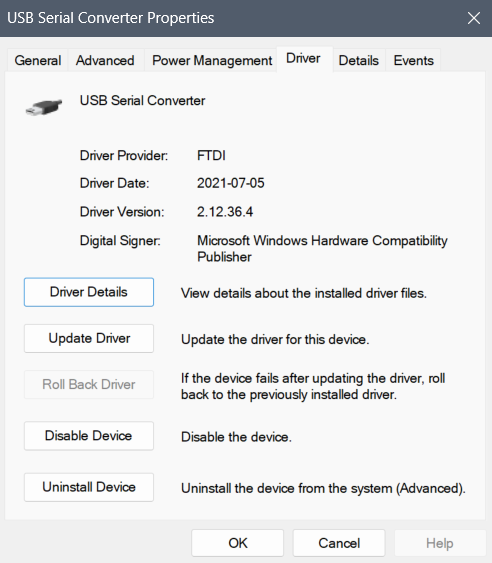 USB Serial Converter Properties
General Advanced Power Management Driver Details Events
USB Serial Converter
Driver Provider: FTDI
Driver Date: 2021-07-05
Driver Version: 2.12.36.4
Digital Signer: Microsoft Windows Hardware Compatibility
Publisher
Driver Details View details about the installed driver files.
Update Driver Update the driver for this device.
Roll Back Driver If the device fails after updating the driver, roll
back to the previously installed driver.
Disable Device Disable the device.
Uninstall Device Uninstall the device from the system (Advanced).
OK Cancel Help